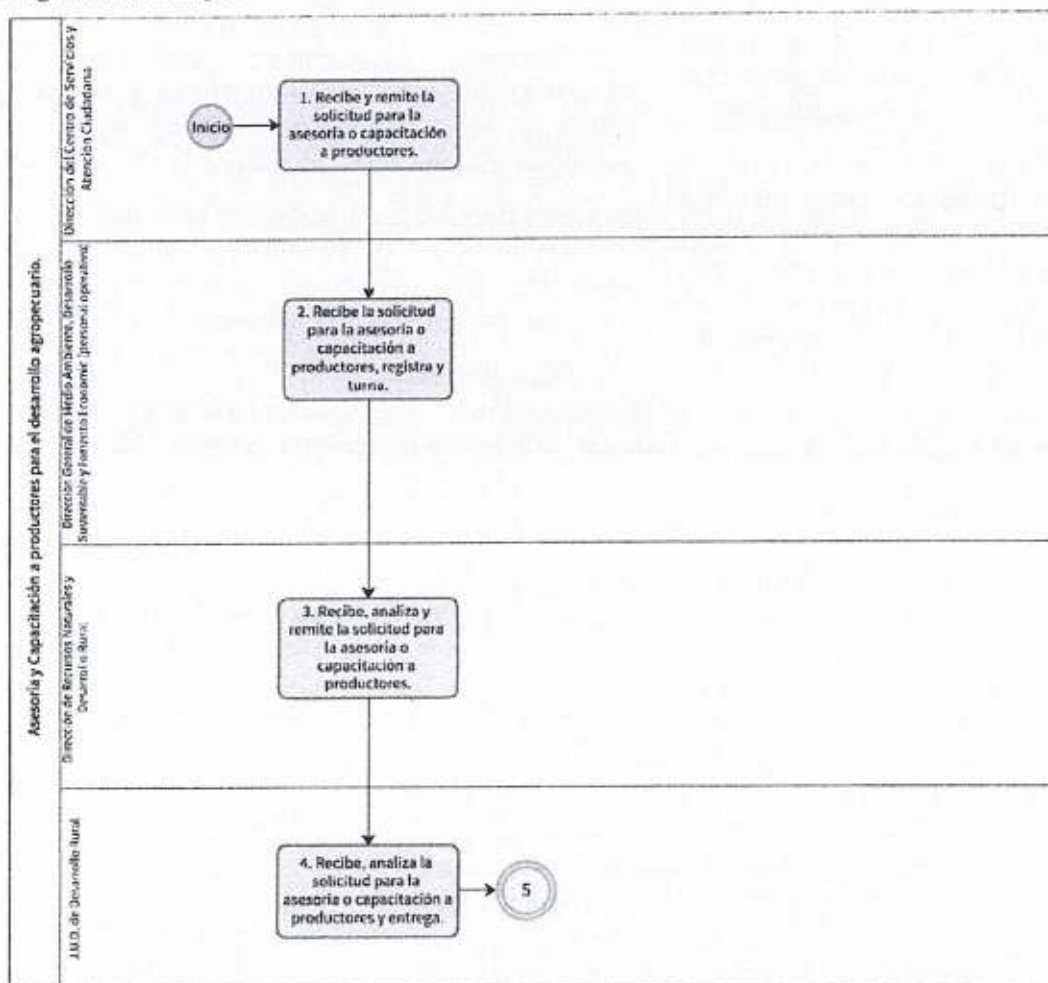 Asesoría y Capacitación a productores para el desarrollo agropecuario.
Dirección del Centro de Servicios y
Atencion Ciudadana
Inicio
1. Recibe y remite la
solicitud para la
asesoría o capacitación
a productores.
Dirección General de Medio Ambiente, Desarrollo
Sustentable y Fomento Economic (personal operativo)
2. Recibe la solicitud
para la asesoría o
capacitación a
productores, registra y
turna.
Dirección de Recursos Naturales y
Desarrollo Rural
3. Recibe, analiza y
remite la solicitud para
la asesoría o
capacitación a
productores.
J.U.D. de Desarrollo Rural
4. Recibe, analiza la
solicitud para la
asesoría o capacitación a
productores y entrega.
5